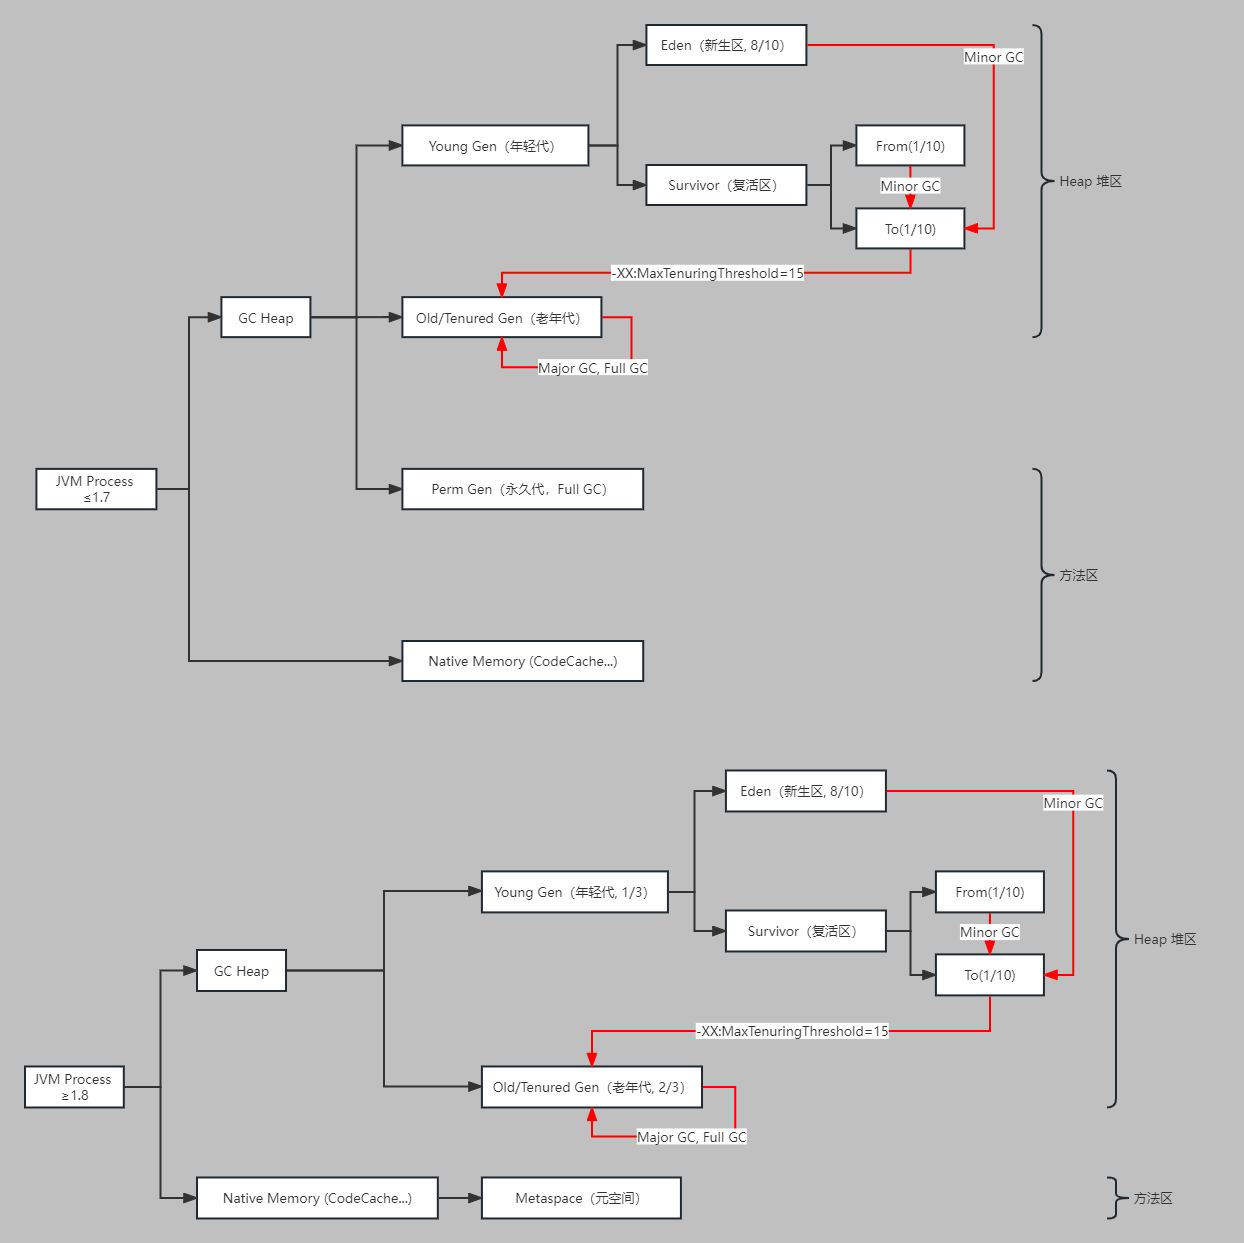 Eden（新生区, 8/10）
Minor GC
Young Gen（年轻代）
From(1/10)
Survivor（复活区）
Minor GC
Heap 堆区
To(1/10)
-XX:MaxTenuringThreshold=15
GC Heap
Old/Tenured Gen（老年代）
Major GC, Full GC
JVM Process
≤1.7
Perm Gen（永久代，Full GC）
方法区
Native Memory (CodeCache...)
Eden（新生区, 8/10）
Minor GC
Young Gen（年轻代, 1/3）
From(1/10)
Survivor（复活区）
Minor GC
Heap 堆区
GC Heap
To(1/10)
-XX:MaxTenuringThreshold=15
JVM Process
≥1.8
Old/Tenured Gen（老年代, 2/3）
Major GC, Full GC
Native Memory (CodeCache...)
Metaspace（元空间）
方法区